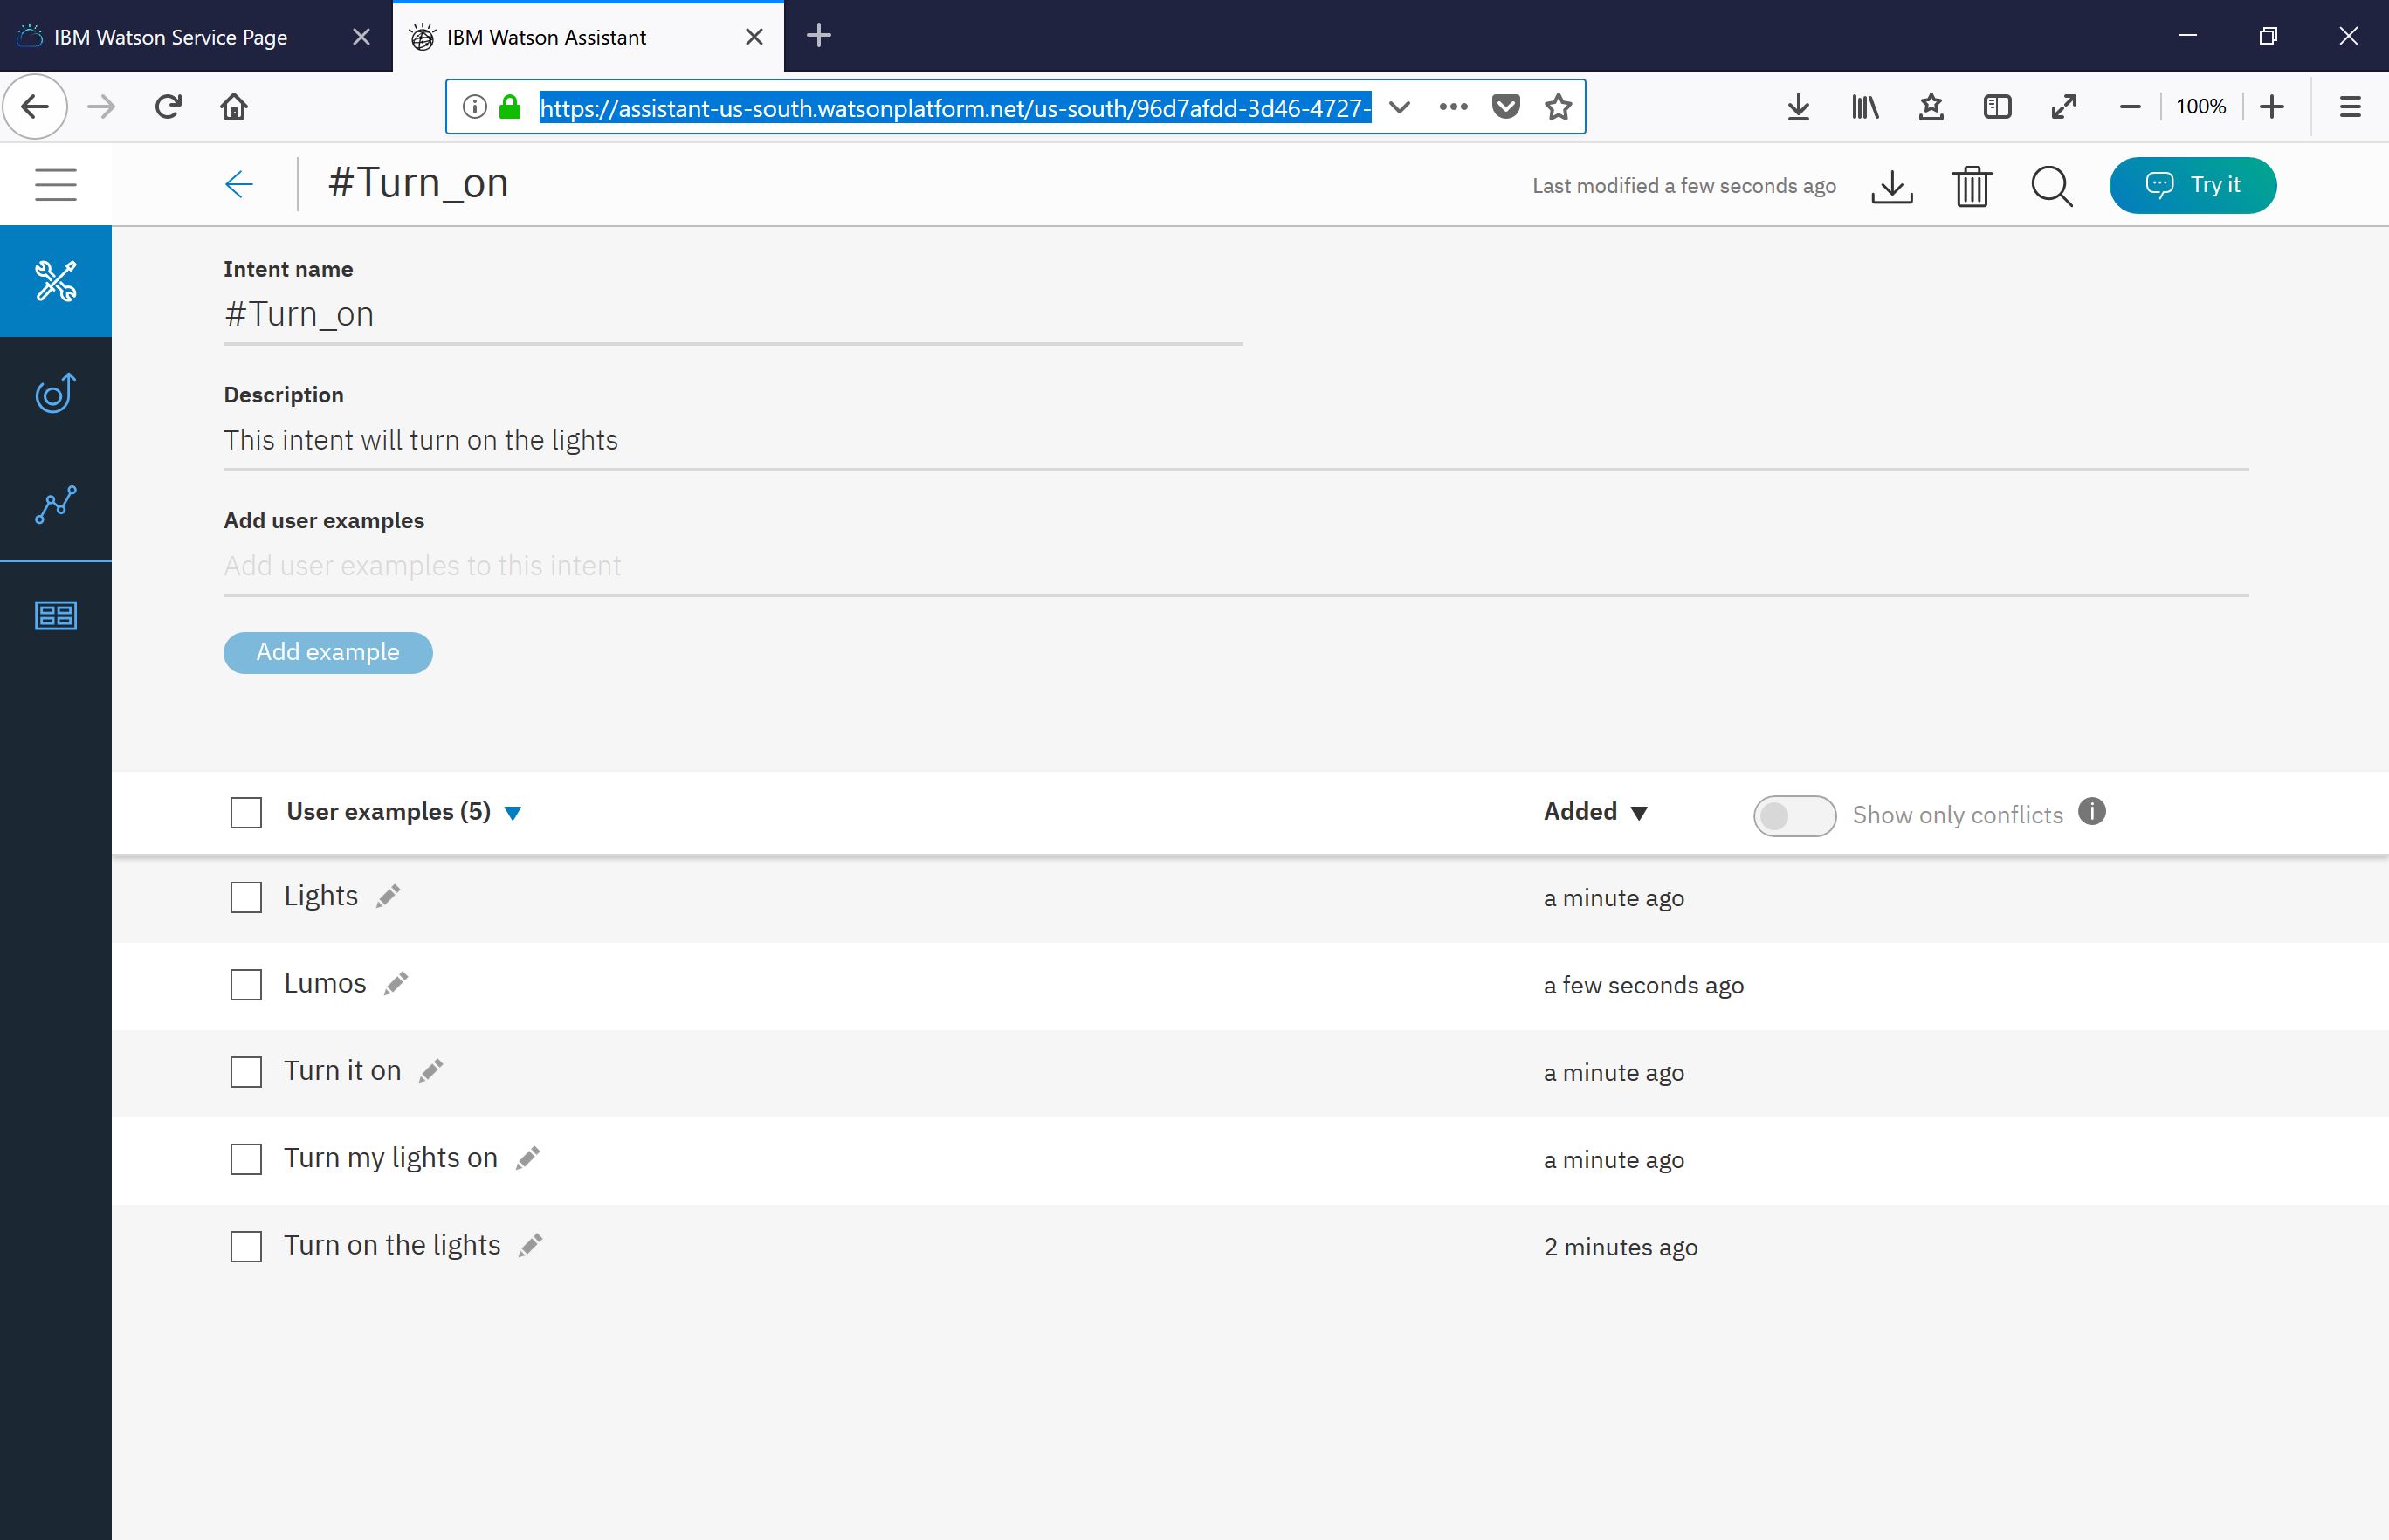 IBM Watson Service Page
IBM Watson Assistant
https://assistant-us-south.watsonplatform.net/us-south/96d7afdd-3d46-4727-
100%
#Turn_on
Last modified a few seconds ago
Try it
Intent name
#Turn_on
Description
This intent will turn on the lights
Add user examples
Add user examples to this intent
Add example
User examples (5) ▼ Added ▼ Show only conflicts
Lights a minute ago
Lumos a few seconds ago
Turn it on a minute ago
Turn my lights on a minute ago
Turn on the lights 2 minutes ago